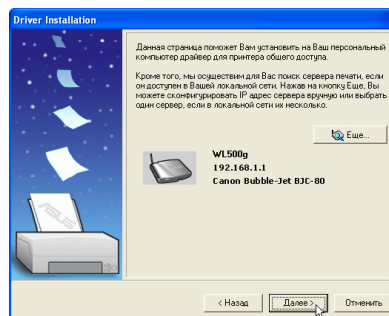 Driver Installation
Данная страница поможет Вам установить на Ваш персональный
компьютер драйвер для принтера общего доступа.
Кроме того, мы осуществим для Вас поиск сервера печати, если
он доступен в Вашей локальной сети. Нажав на кнопку Еще, Вы
можете сконфигурировать IP адрес сервера вручную или выбрать
один сервер, если в локальной сети их несколько.
Еше...
WL500g
192.168.1.1
Canon Bubble-Jet BJC-80
ASUS
< Назад
Далее >
Отменить